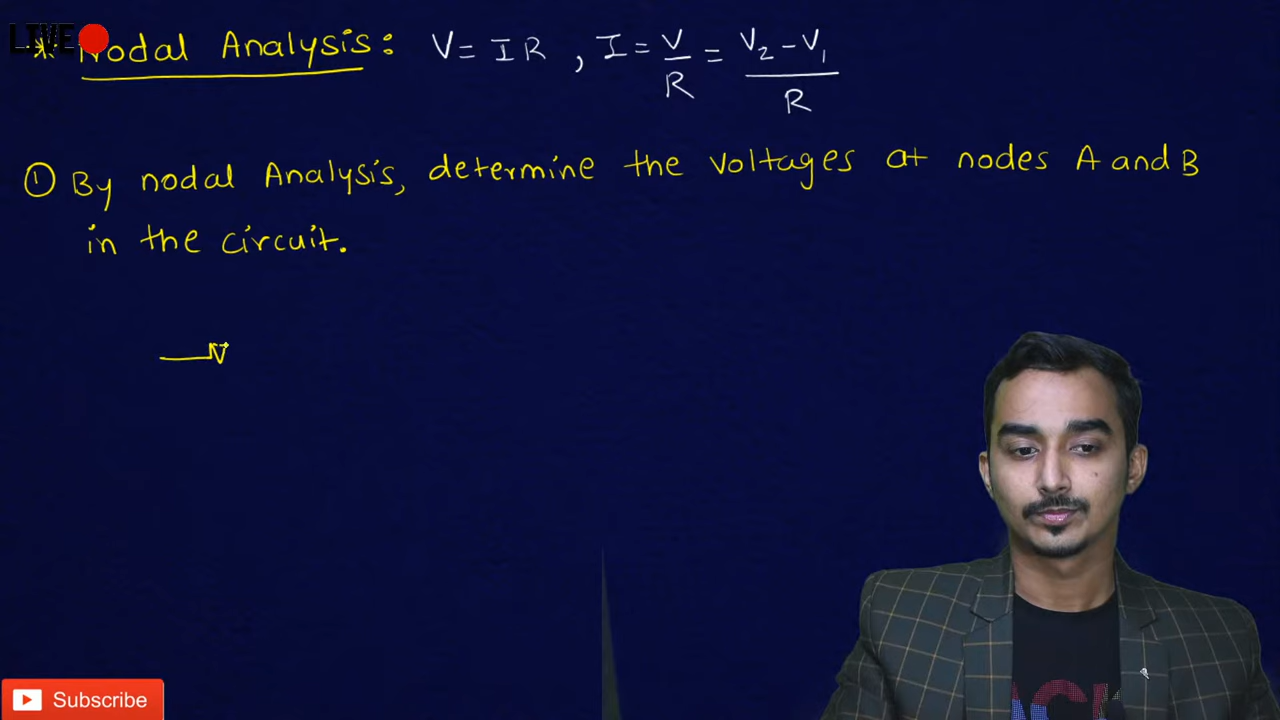 LIVE
* Nodal Analysis: V = IR , I = V/R = V₂ - V₁/R
① By nodal Analysis, determine the voltages at nodes A and B
in the circuit.
Subscribe